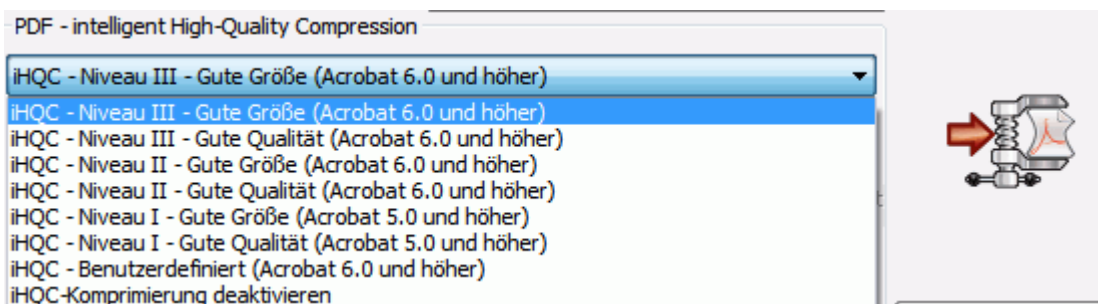 PDF - intelligent High-Quality Compression
iHQC - Niveau III - Gute Größe (Acrobat 6.0 und höher)
iHQC - Niveau III - Gute Größe (Acrobat 6.0 und höher)
iHQC - Niveau III - Gute Qualität (Acrobat 6.0 und höher)
iHQC - Niveau II - Gute Größe (Acrobat 6.0 und höher)
iHQC - Niveau II - Gute Qualität (Acrobat 6.0 und höher)
iHQC - Niveau I - Gute Größe (Acrobat 5.0 und höher)
iHQC - Niveau I - Gute Qualität (Acrobat 5.0 und höher)
iHQC - Benutzerdefiniert (Acrobat 6.0 und höher)
iHQC-Komprimierung deaktivieren